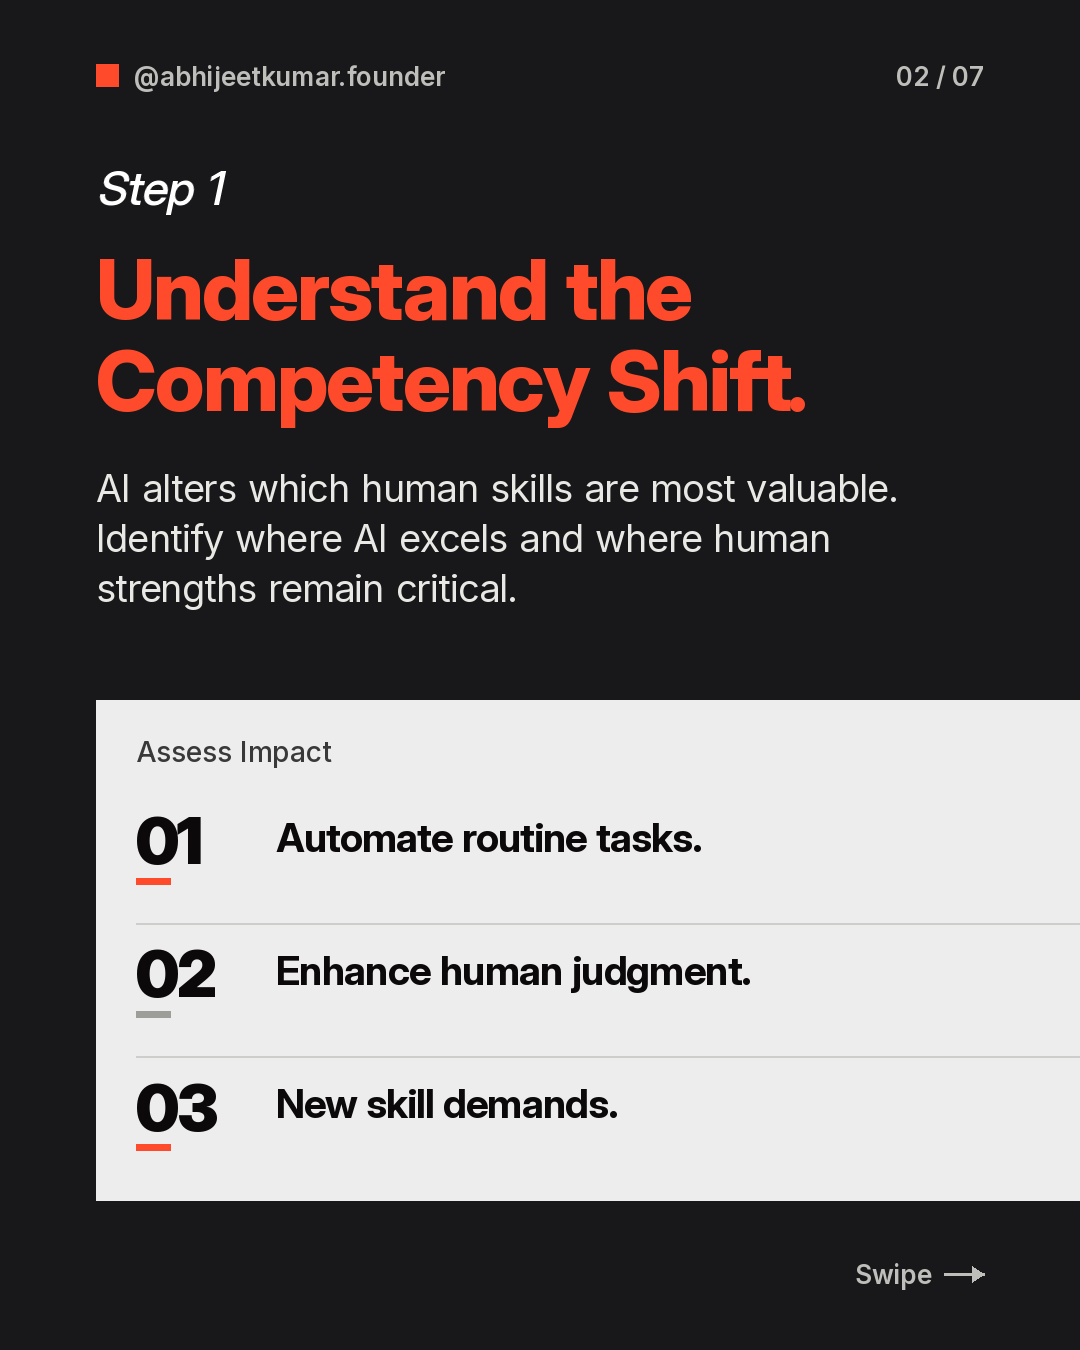 @abhijeetkumar.founder
02 / 07
Step 1
Understand the
Competency Shift.
AI alters which human skills are most valuable.
Identify where AI excels and where human
strengths remain critical.
Assess Impact
01 Automate routine tasks.
02 Enhance human judgment.
03 New skill demands.
Swipe